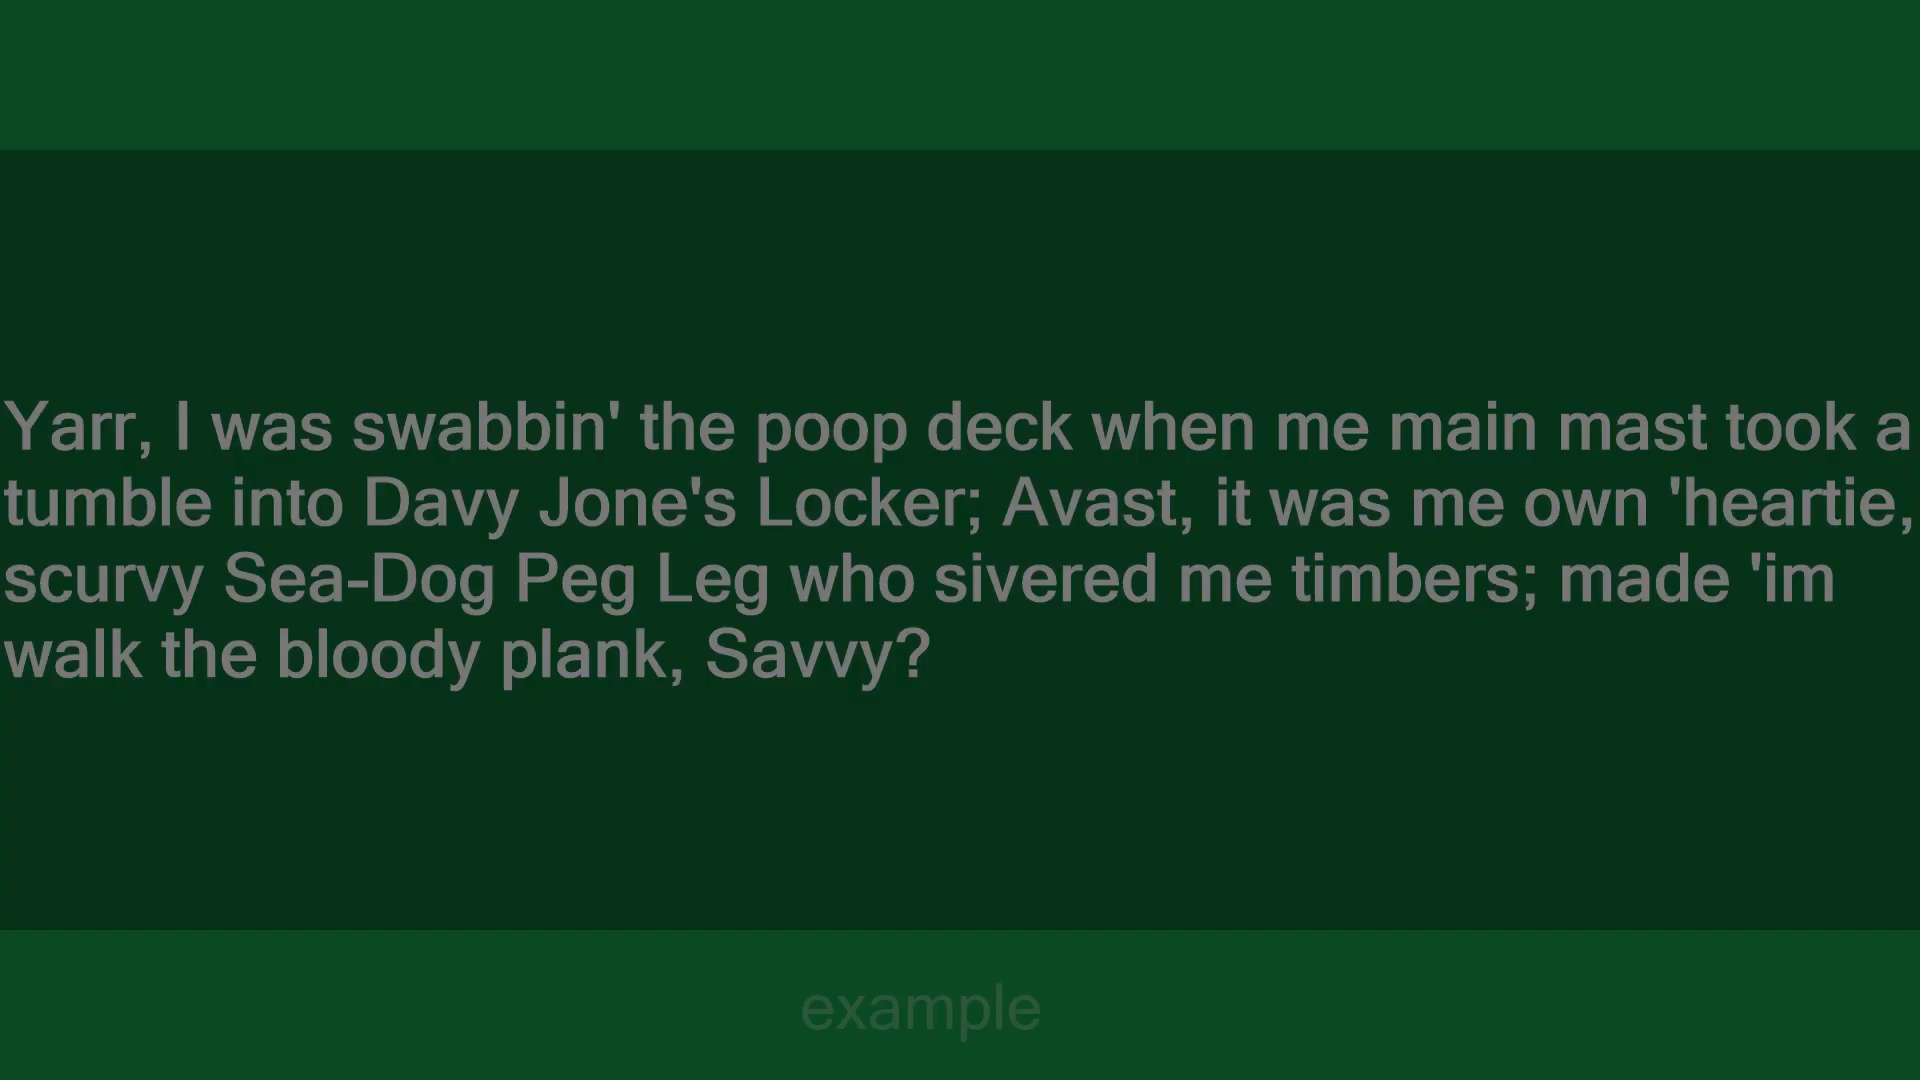 Yarr, I was swabbin' the poop deck when me main mast took a
tumble into Davy Jone's Locker; Avast, it was me own 'heartie,
scurvy Sea-Dog Peg Leg who sivered me timbers; made 'im
walk the bloody plank, Savvy?
example